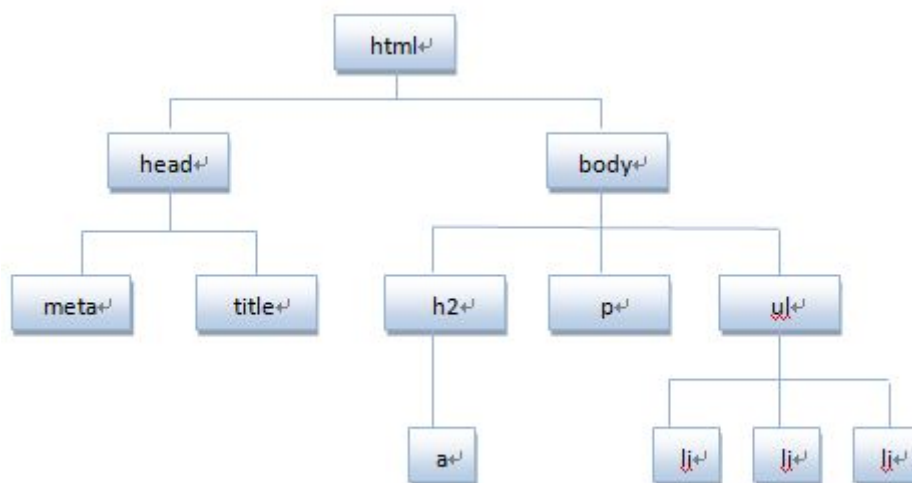 html↵
head↵ body↵
meta↵ title↵ h2↵ p↵ ul↵
a↵ li↵ li↵ li↵